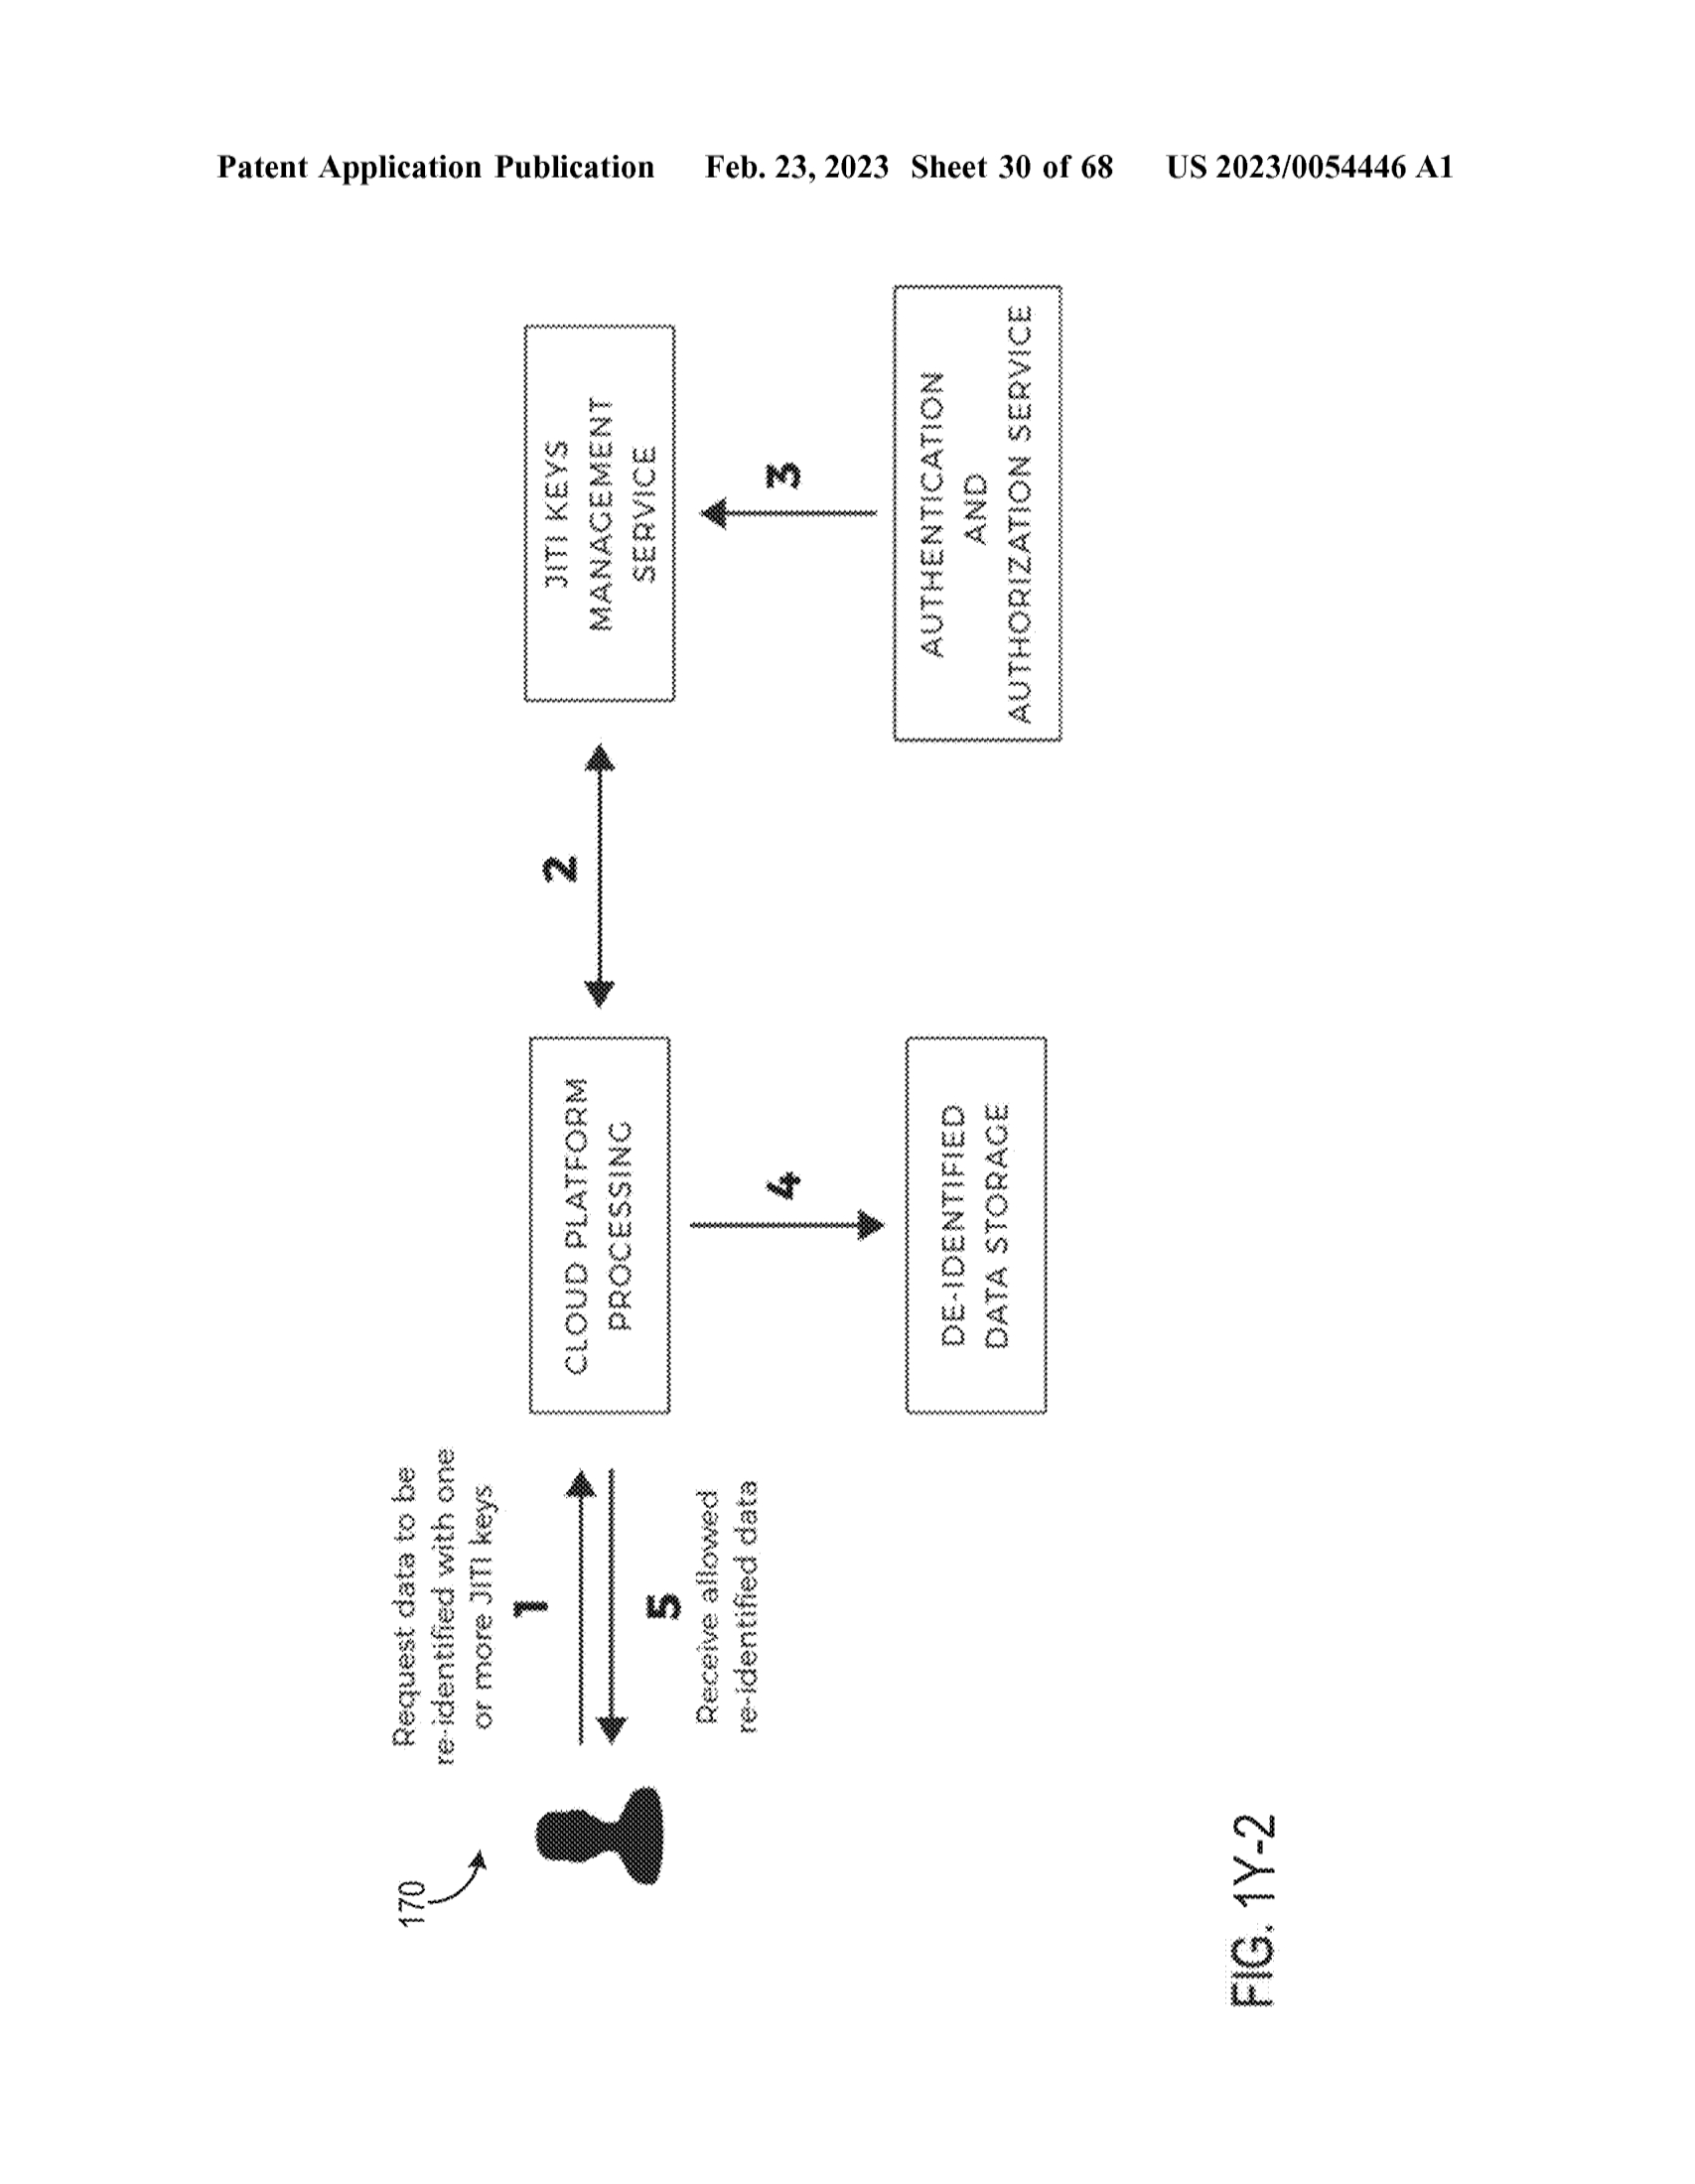 Patent Application Publication Feb. 23, 2023 Sheet 30 of 68 US 2023/0054446 A1
170
Request data to be
re-identified with one
or more JITI keys
1
5
Receive allowed
re-identified data
CLOUD PLATFORM
PROCESSING
2
JITI KEYS
MANAGEMENT
SERVICE
4
3
DE-IDENTIFIED
DATA STORAGE
AUTHENTICATION
AND
AUTHORIZATION SERVICE
FIG. 1Y-2